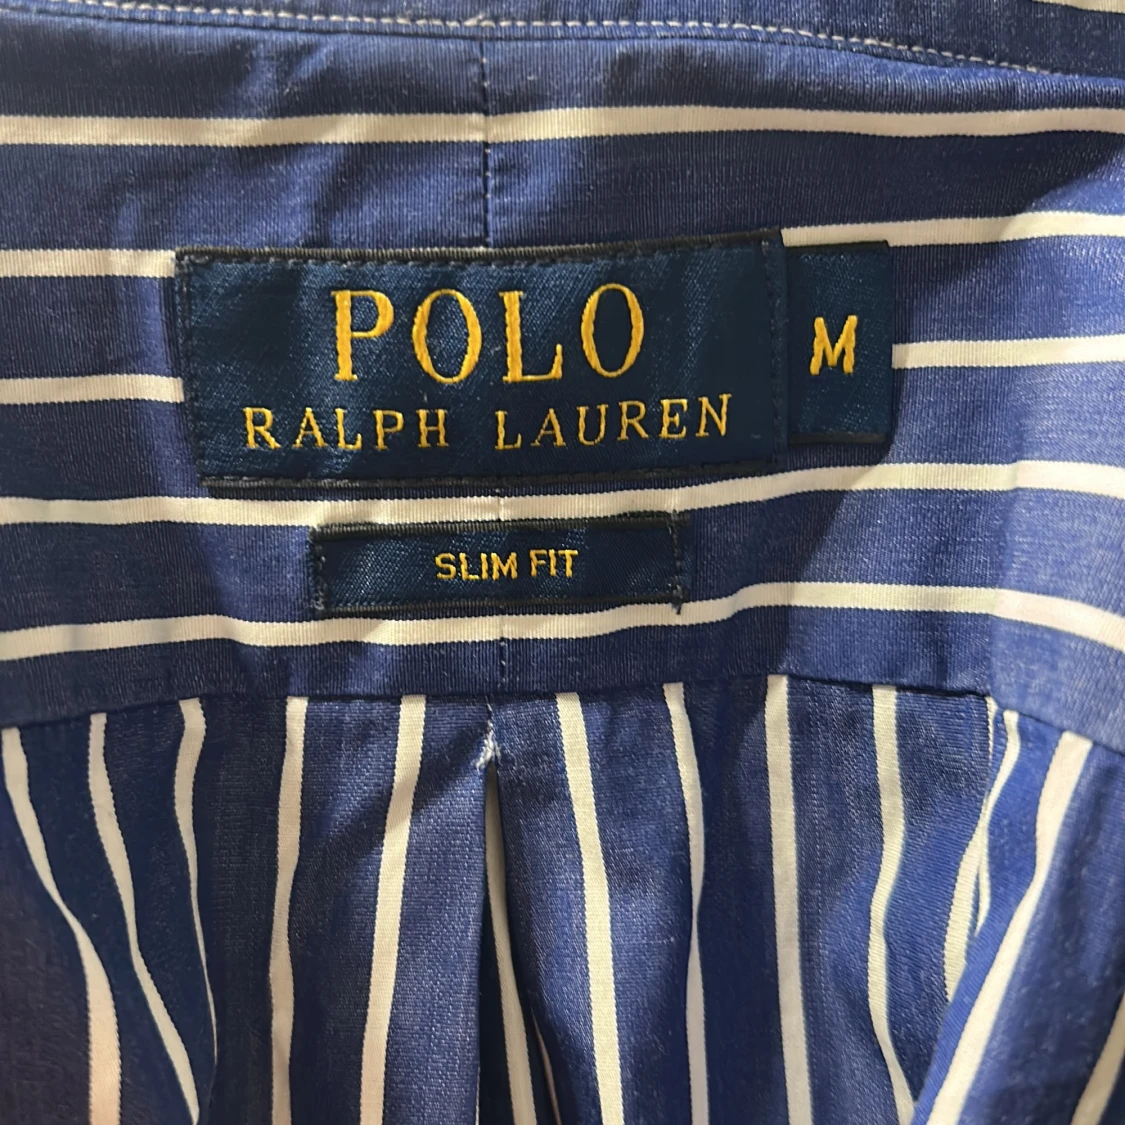 POLO
RALPH LAUREN
M
SLIM FIT